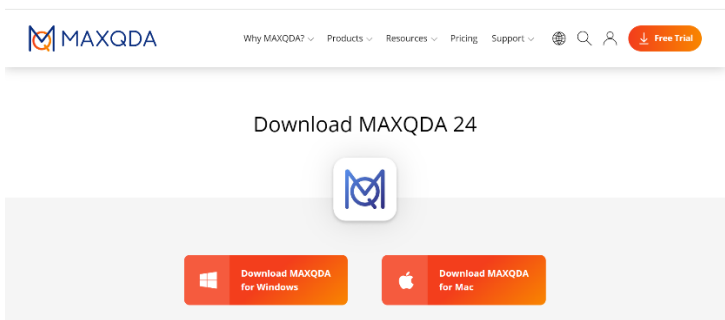 MAXQDA
Why MAXQDA? Products Resources Pricing Support Free Trial
Download MAXQDA 24
Download MAXQDA
for Windows
Download MAXQDA
for Mac